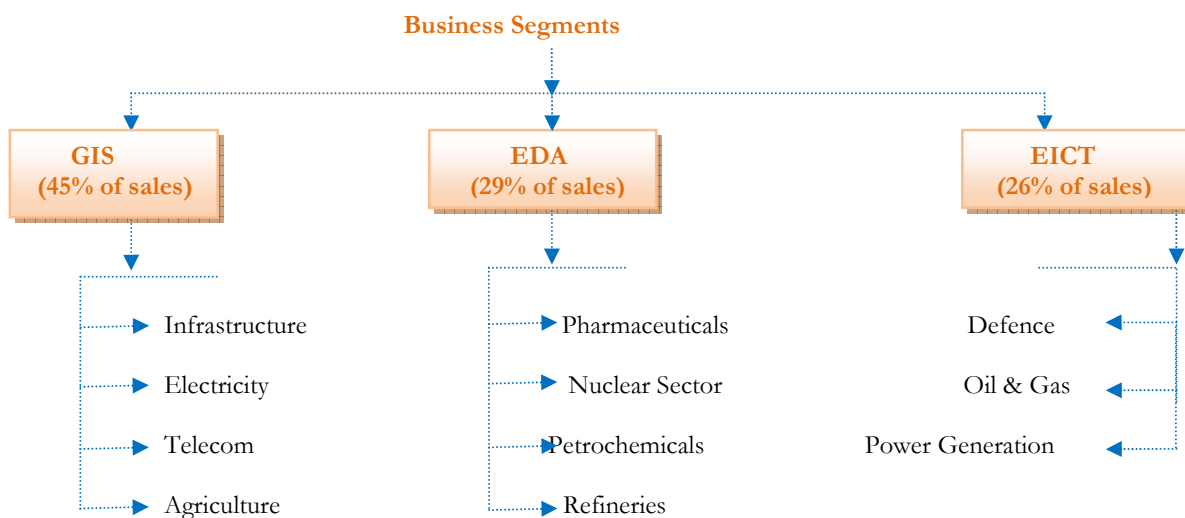 Business Segments
GIS
(45% of sales)
EDA
(29% of sales)
EICT
(26% of sales)
Infrastructure
Electricity
Telecom
Agriculture
Pharmaceuticals
Nuclear Sector
Petrochemicals
Refineries
Defence
Oil & Gas
Power Generation